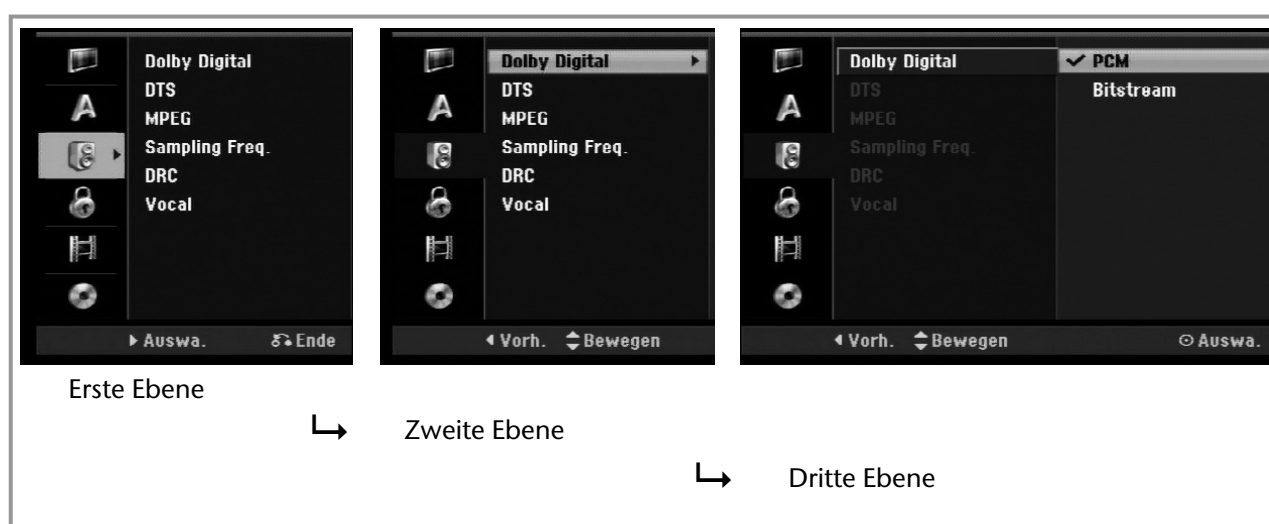 Dolby Digital
DTS
MPEG
Sampling Freq.
DRC
Vocal
Auswa. Ende
Dolby Digital
DTS
MPEG
Sampling Freq.
DRC
Vocal
Vorh. Bewegen
Dolby Digital
DTS
MPEG
Sampling Freq.
DRC
Vocal
PCM
Bitstream
Vorh. Bewegen Auswa.
Erste Ebene
Zweite Ebene
Dritte Ebene